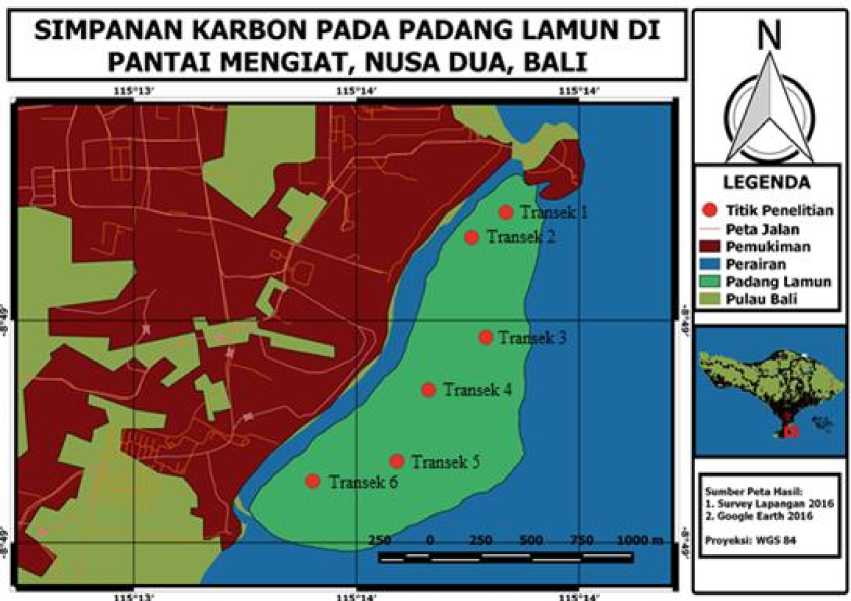 SIMPANAN KARBON PADA PADANG LAMUN DI
PANTAI MENGIAT, NUSA DUA, BALI
115°13'
115°14'
115°14'
N
LEGENDA
Titik Penelitian
Peta Jalan
Pemukiman
Perairan
Padang Lamun
Pulau Bali
Transek 1
Transek 2
Transek 3
Transek 4
Transek 5
Transek 6
-8°49'
-8°49'
-8°49'
-8°49'
250 0 250 500 750 1000 m
115°13'
115°14'
115°14'
Sumber Peta Hasil:
1. Survey Lapangan 2016
2. Google Earth 2016
Proyeksi: WGS 84